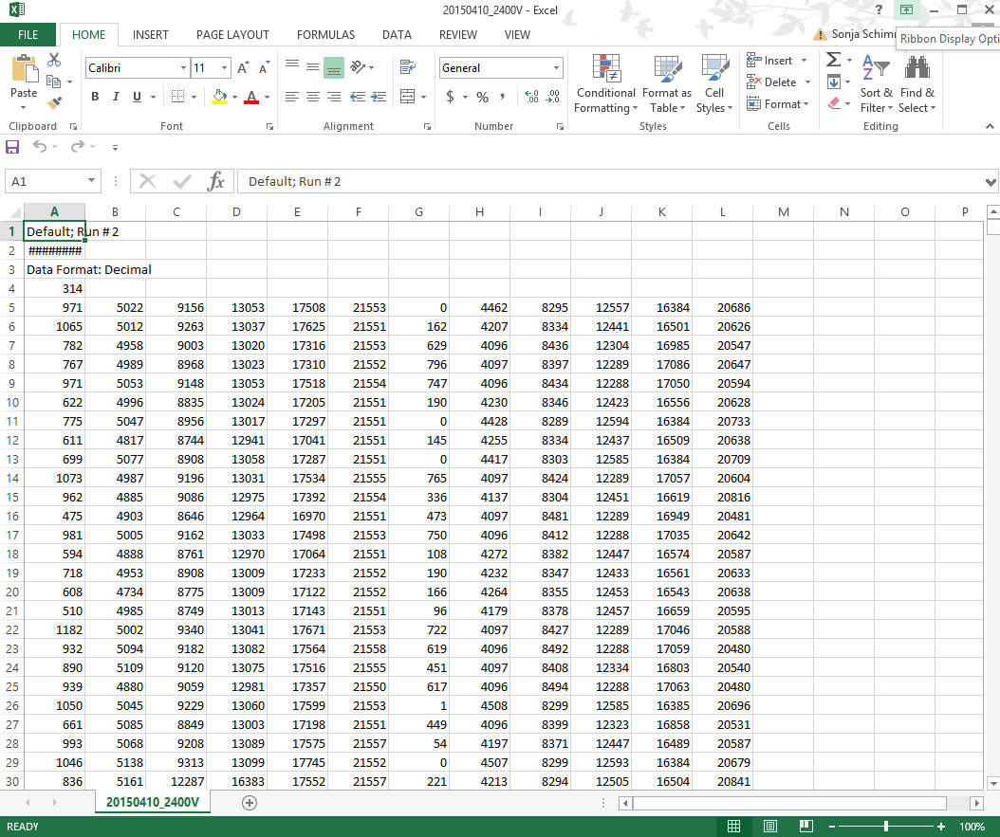 20150410_2400V - Excel
?
FILE HOME INSERT PAGE LAYOUT FORMULAS DATA REVIEW VIEW Sonja Schimm
Ribbon Display Opti
Paste
Calibri 11
General
B I U A
$ % ,
Conditional Formatting
Format as Table
Cell Styles
Insert
Delete
Format
Sort & Filter
Find & Select
Clipboard Font Alignment Number Styles Cells Editing
A1 fx Default; Run # 2
A B C D E F G H I J K L M N O P
1 Default; Run # 2
2 ########
3 Data Format: Decimal
4 314
5 971 5022 9156 13053 17508 21553 0 4462 8295 12557 16384 20686
6 1065 5012 9263 13037 17625 21551 162 4207 8334 12441 16501 20626
7 782 4958 9003 13020 17316 21553 629 4096 8436 12304 16985 20547
8 767 4989 8968 13023 17310 21552 796 4097 8397 12289 17086 20647
9 971 5053 9148 13053 17518 21554 747 4096 8434 12288 17050 20594
10 622 4996 8835 13024 17205 21551 190 4230 8346 12423 16556 20628
11 775 5047 8956 13017 17297 21551 0 4428 8289 12594 16384 20733
12 611 4817 8744 12941 17041 21551 145 4255 8334 12437 16509 20638
13 699 5077 8908 13058 17287 21551 0 4417 8303 12585 16384 20709
14 1073 4987 9196 13031 17534 21555 765 4097 8424 12289 17057 20604
15 962 4885 9086 12975 17392 21554 336 4137 8304 12451 16619 20816
16 475 4903 8646 12964 16970 21551 473 4097 8481 12289 16949 20481
17 981 5005 9162 13033 17498 21553 750 4096 8412 12288 17035 20642
18 594 4888 8761 12970 17064 21551 108 4272 8382 12447 16574 20587
19 718 4953 8908 13009 17233 21552 190 4232 8347 12433 16561 20633
20 608 4734 8775 13009 17122 21552 166 4264 8355 12453 16543 20638
21 510 4985 8749 13013 17143 21551 96 4179 8378 12457 16659 20595
22 1182 5002 9340 13041 17671 21553 722 4097 8427 12289 17046 20588
23 932 5094 9182 13082 17564 21558 619 4096 8492 12288 17059 20480
24 890 5109 9120 13075 17516 21555 451 4097 8408 12334 16803 20540
25 939 4880 9059 12981 17357 21550 617 4096 8494 12288 17063 20480
26 1050 5045 9229 13060 17599 21553 1 4508 8299 12585 16385 20696
27 661 5085 8849 13003 17198 21551 449 4096 8399 12323 16858 20531
28 993 5068 9208 13089 17575 21557 54 4197 8371 12447 16489 20587
29 1046 5138 9313 13099 17745 21552 0 4507 8299 12593 16384 20679
30 836 5161 12287 16383 17552 21557 221 4213 8294 12505 16504 20841
20150410_2400V
READY 100%